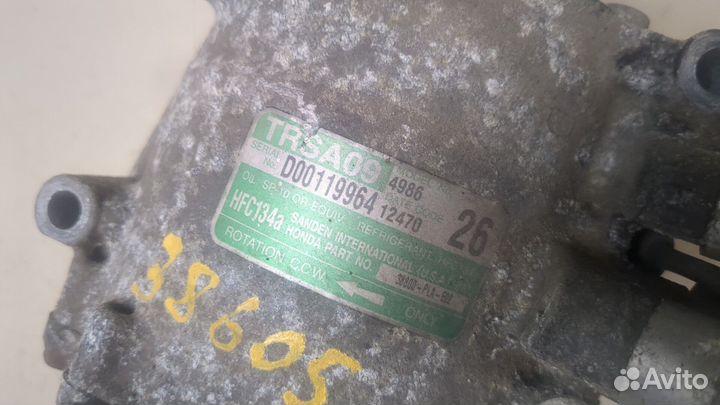 TRSA09 4986
SERIAL NO. D00119964 12470 26
OIL SP-10 OR EQUIV. REFRIGERANT
HFC134a SANDEN INTERNATIONAL (U.S.A.)
HONDA PART NO.
ROTATION C.C.W. ONLY
38605
Avito